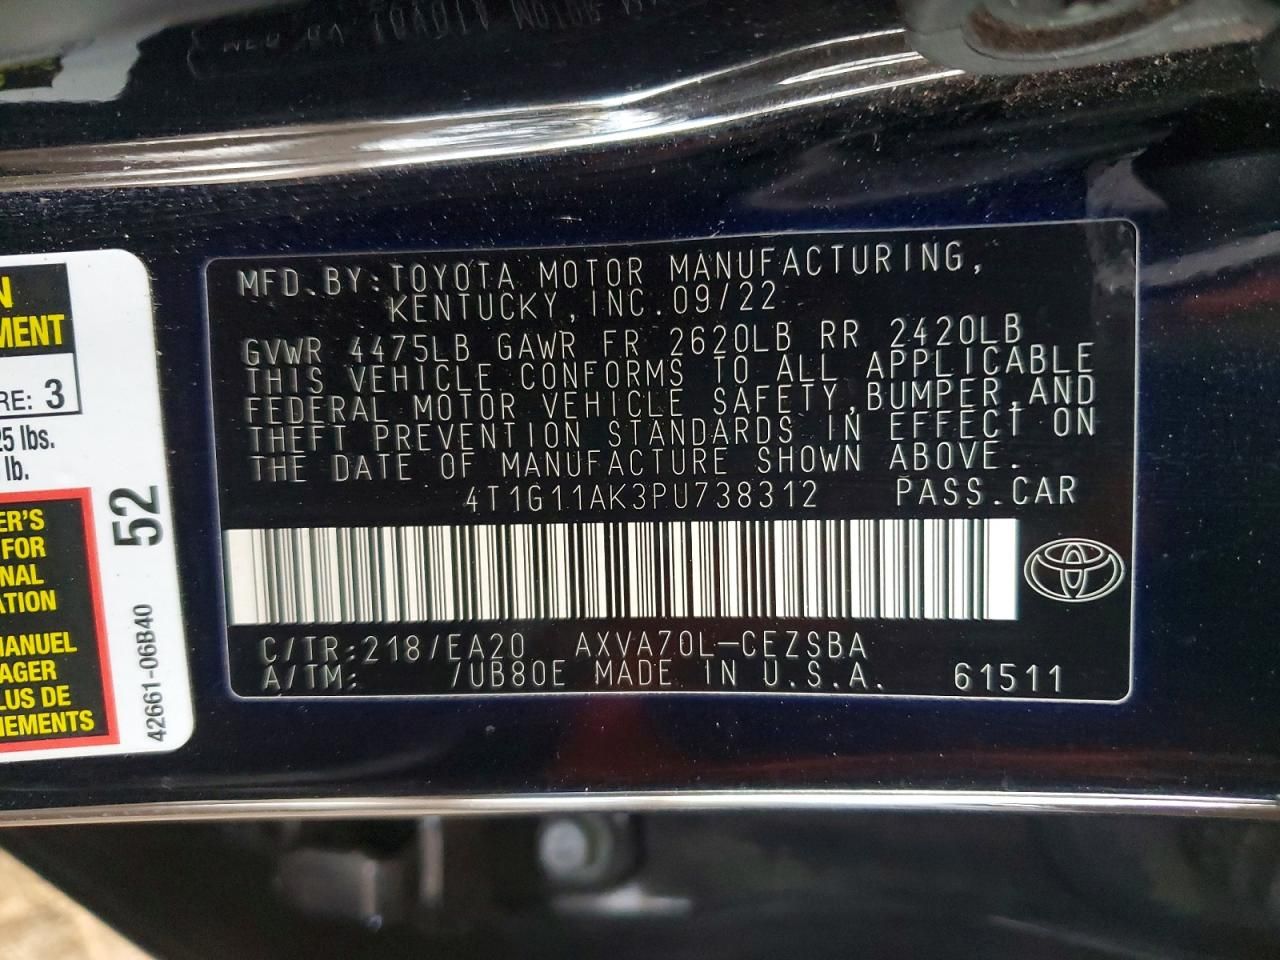 MFD. BY: TOYOTA MOTOR MANUFACTURING,
KENTUCKY, INC. 09/22
GVWR 4475LB GAWR FR 2620LB RR 2420LB
THIS VEHICLE CONFORMS TO ALL APPLICABLE
FEDERAL MOTOR VEHICLE SAFETY, BUMPER, AND
THEFT PREVENTION STANDARDS IN EFFECT ON
THE DATE OF MANUFACTURE SHOWN ABOVE.
4T1G11AK3PU738312 PASS. CAR
C/TR: 218/EA20 AXVA70L-CEZSBA
A/TM: /UB80E MADE IN U.S.A. 61511
N
MENT
RE: 3
25 lbs.
lb.
ER'S
FOR
NAL
ATION
MANUEL
AGER
LUS DE
NEMENTS
52
42661-06B40